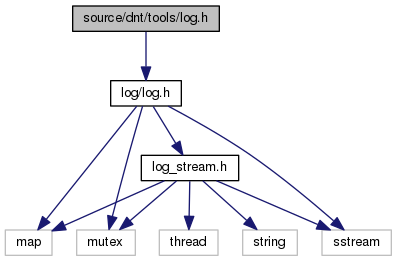 source/dnt/tools/log.h
log/log.h
log_stream.h
map
mutex
thread
string
sstream